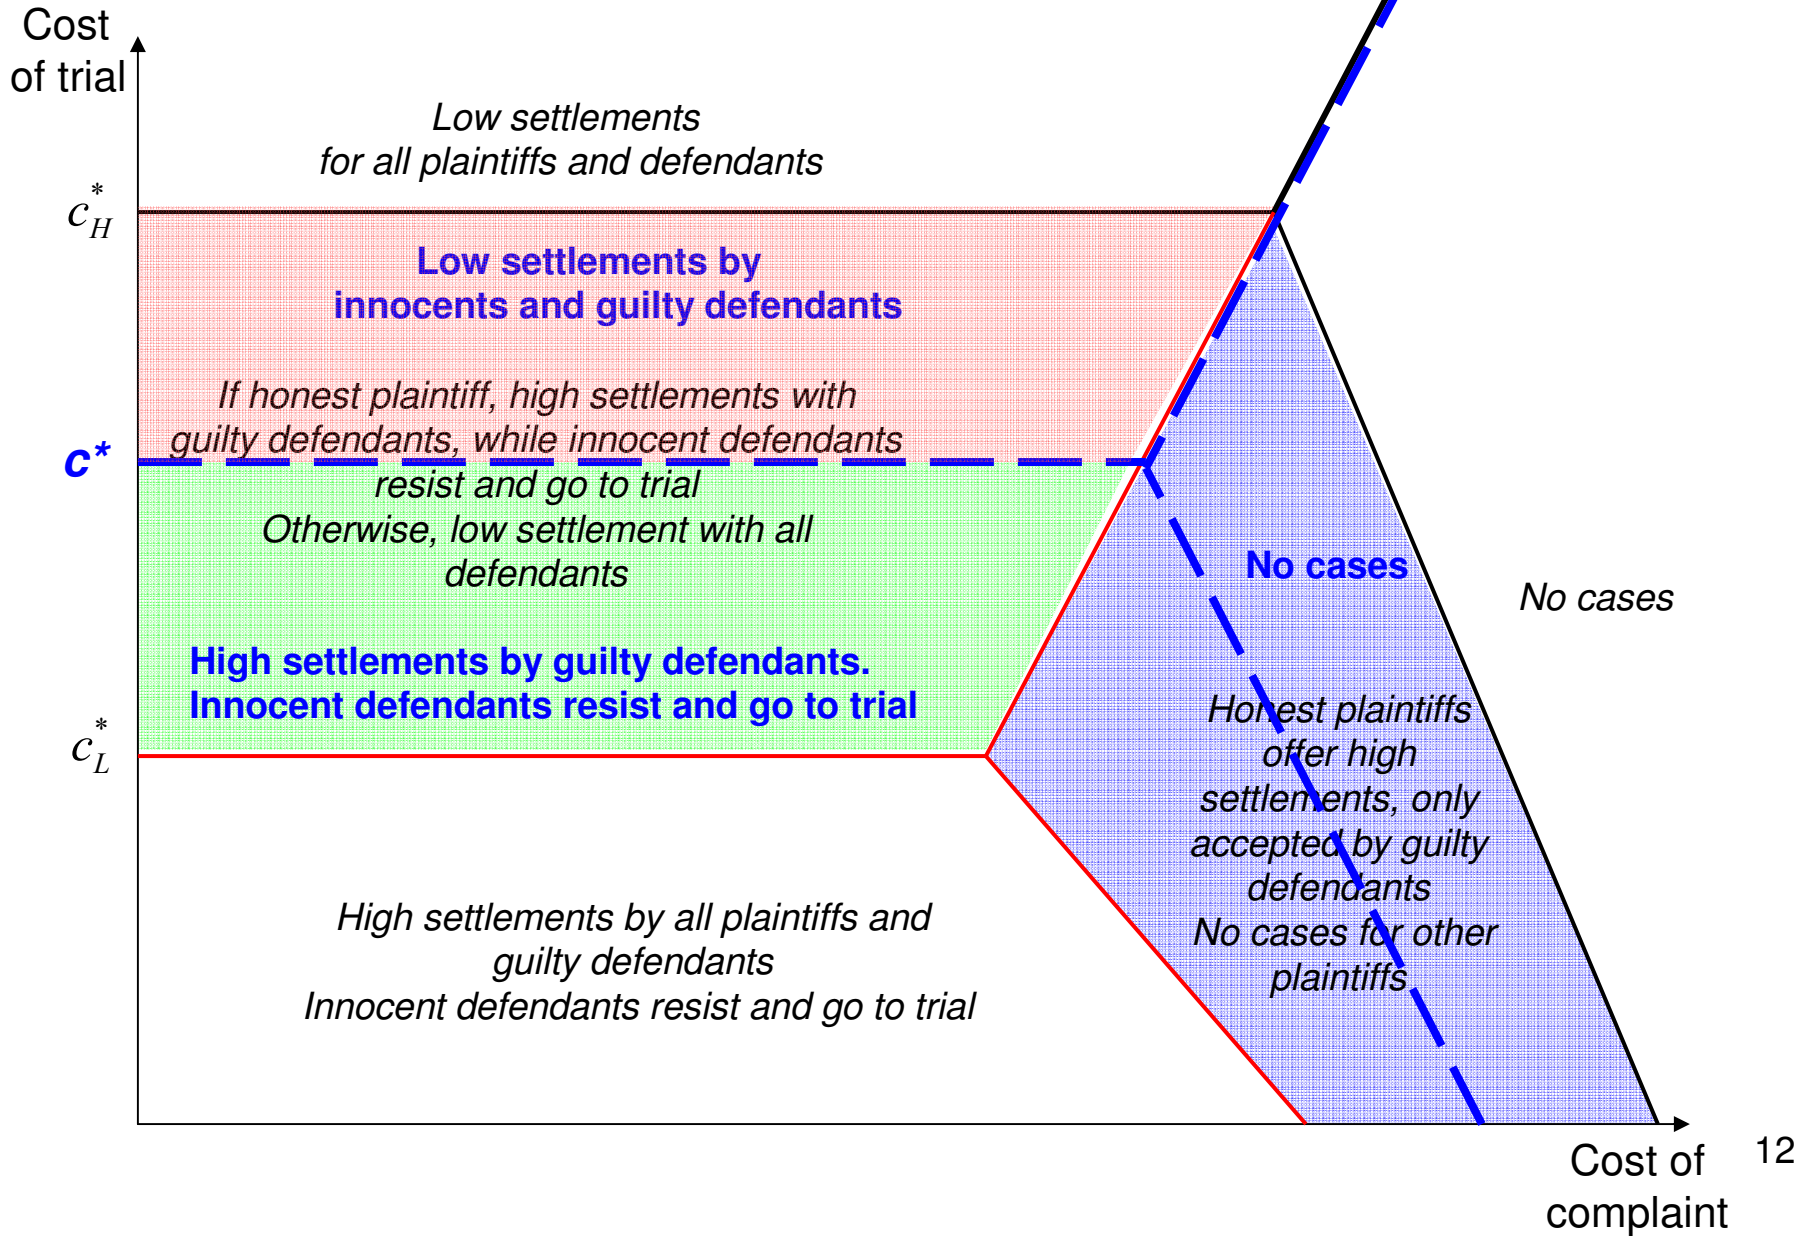 Cost
of trial
Low settlements
for all plaintiffs and defendants
c*H
Low settlements by
innocents and guilty defendants
If honest plaintiff, high settlements with
guilty defendants, while innocent defendants
c*
resist and go to trial
Otherwise, low settlement with all
defendants
No cases
No cases
High settlements by guilty defendants.
Innocent defendants resist and go to trial
c*L
Honest plaintiffs
offer high
settlements, only
accepted by guilty
defendants
No cases for other
plaintiffs
High settlements by all plaintiffs and
guilty defendants
Innocent defendants resist and go to trial
Cost of
complaint
12